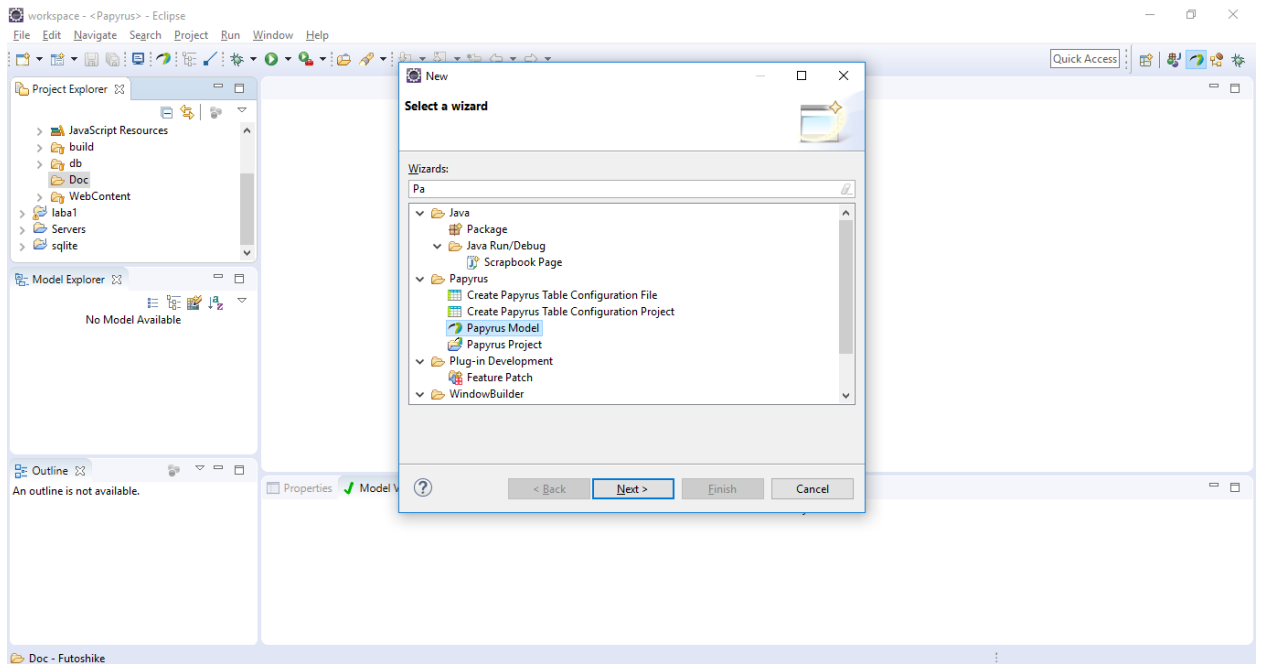 workspace - <Papyrus> - Eclipse
File Edit Navigate Search Project Run Window Help
Quick Access
Project Explorer
JavaScript Resources
build
db
Doc
WebContent
laba1
Servers
sqlite
Model Explorer
No Model Available
Outline
An outline is not available.
Properties Model V
New
Select a wizard
Wizards:
Pa
Java
Package
Java Run/Debug
Scrapbook Page
Papyrus
Create Papyrus Table Configuration File
Create Papyrus Table Configuration Project
Papyrus Model
Papyrus Project
Plug-in Development
Feature Patch
WindowBuilder
< Back Next > Finish Cancel
Doc - Futoshike